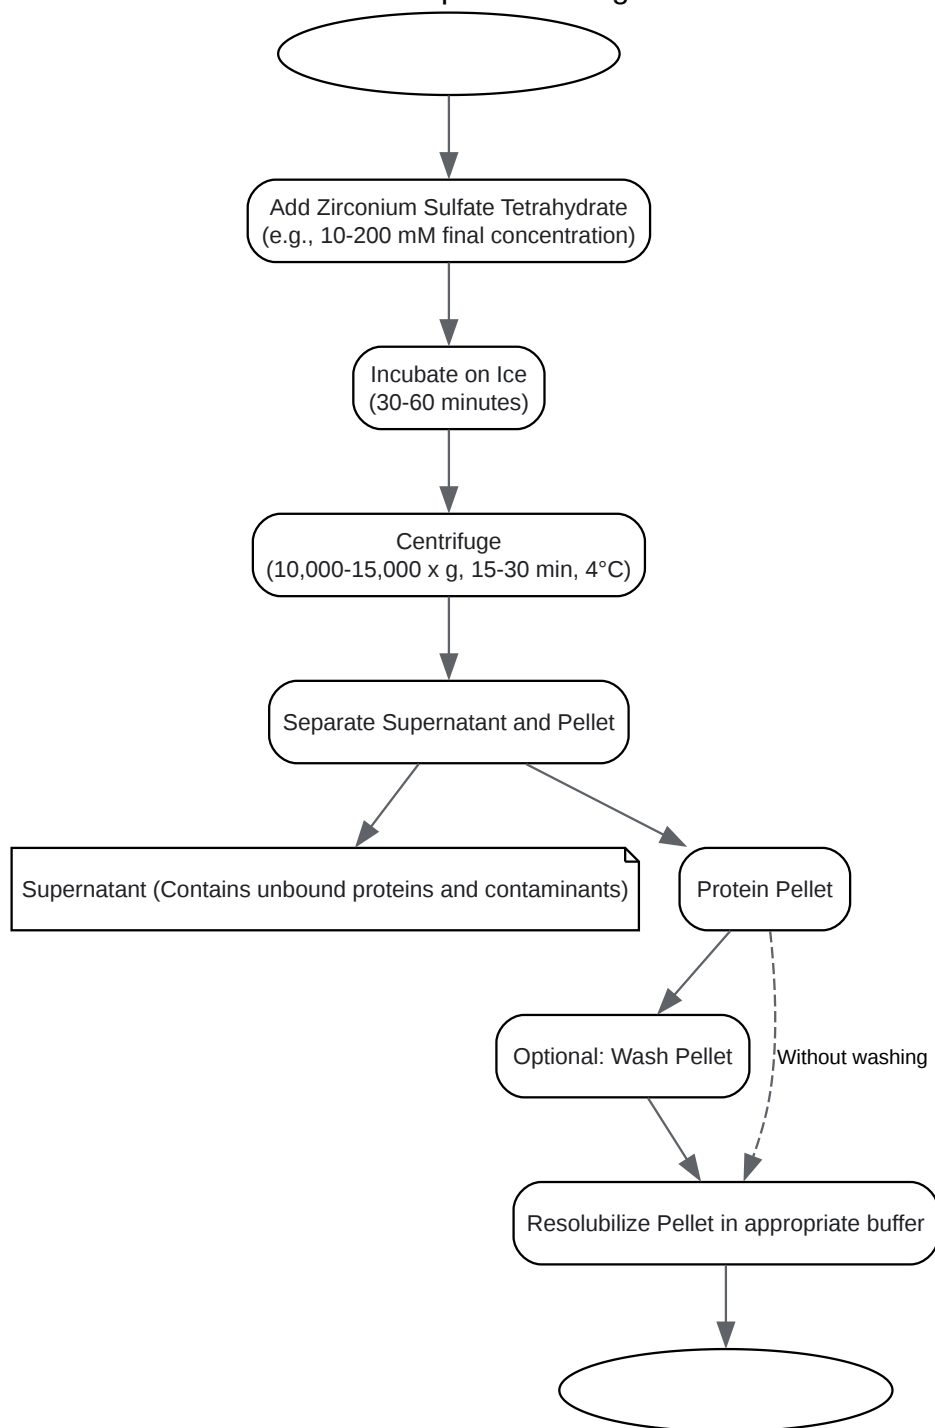 Add Zirconium Sulfate Tetrahydrate
(e.g., 10-200 mM final concentration)
Incubate on Ice
(30-60 minutes)
Centrifuge
(10,000-15,000 x g, 15-30 min, 4°C)
Separate Supernatant and Pellet
Supernatant (Contains unbound proteins and contaminants)
Protein Pellet
Optional: Wash Pellet
Without washing
Resolubilize Pellet in appropriate buffer